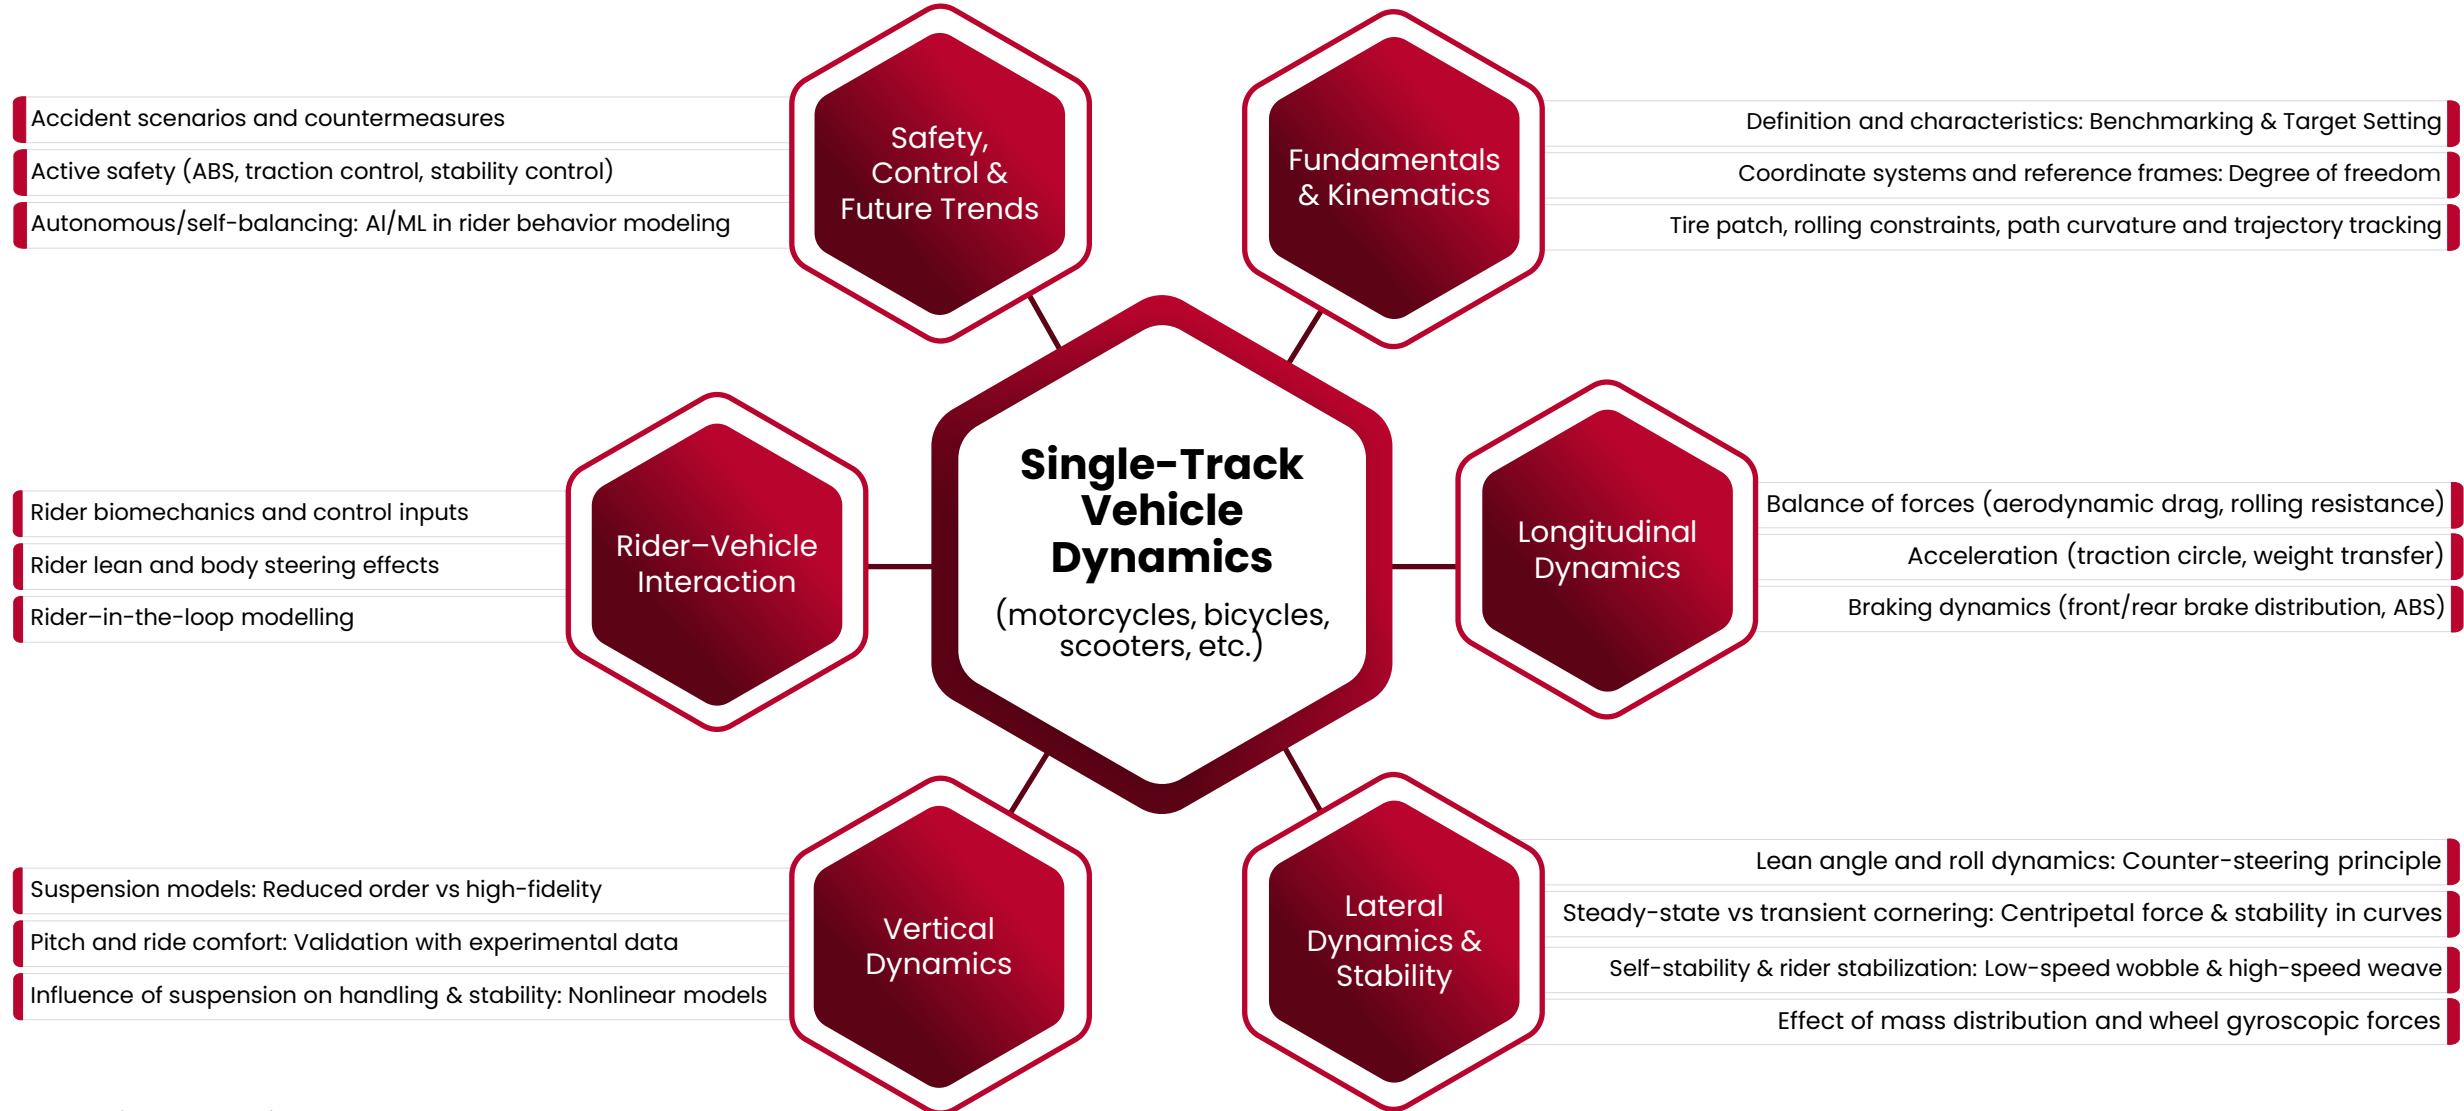 Safety,
Control &
Future Trends
Accident scenarios and countermeasures
Active safety (ABS, traction control, stability control)
Autonomous/self-balancing: AI/ML in rider behavior modeling
Fundamentals
& Kinematics
Definition and characteristics: Benchmarking & Target Setting
Coordinate systems and reference frames: Degree of freedom
Tire patch, rolling constraints, path curvature and trajectory tracking
Single-Track
Vehicle
Dynamics
(motorcycles, bicycles,
scooters, etc.)
Rider–Vehicle
Interaction
Rider biomechanics and control inputs
Rider lean and body steering effects
Rider–in-the-loop modelling
Longitudinal
Dynamics
Balance of forces (aerodynamic drag, rolling resistance)
Acceleration (traction circle, weight transfer)
Braking dynamics (front/rear brake distribution, ABS)
Vertical
Dynamics
Suspension models: Reduced order vs high-fidelity
Pitch and ride comfort: Validation with experimental data
Influence of suspension on handling & stability: Nonlinear models
Lateral
Dynamics &
Stability
Lean angle and roll dynamics: Counter-steering principle
Steady-state vs transient cornering: Centripetal force & stability in curves
Self-stability & rider stabilization: Low-speed wobble & high-speed weave
Effect of mass distribution and wheel gyroscopic forces